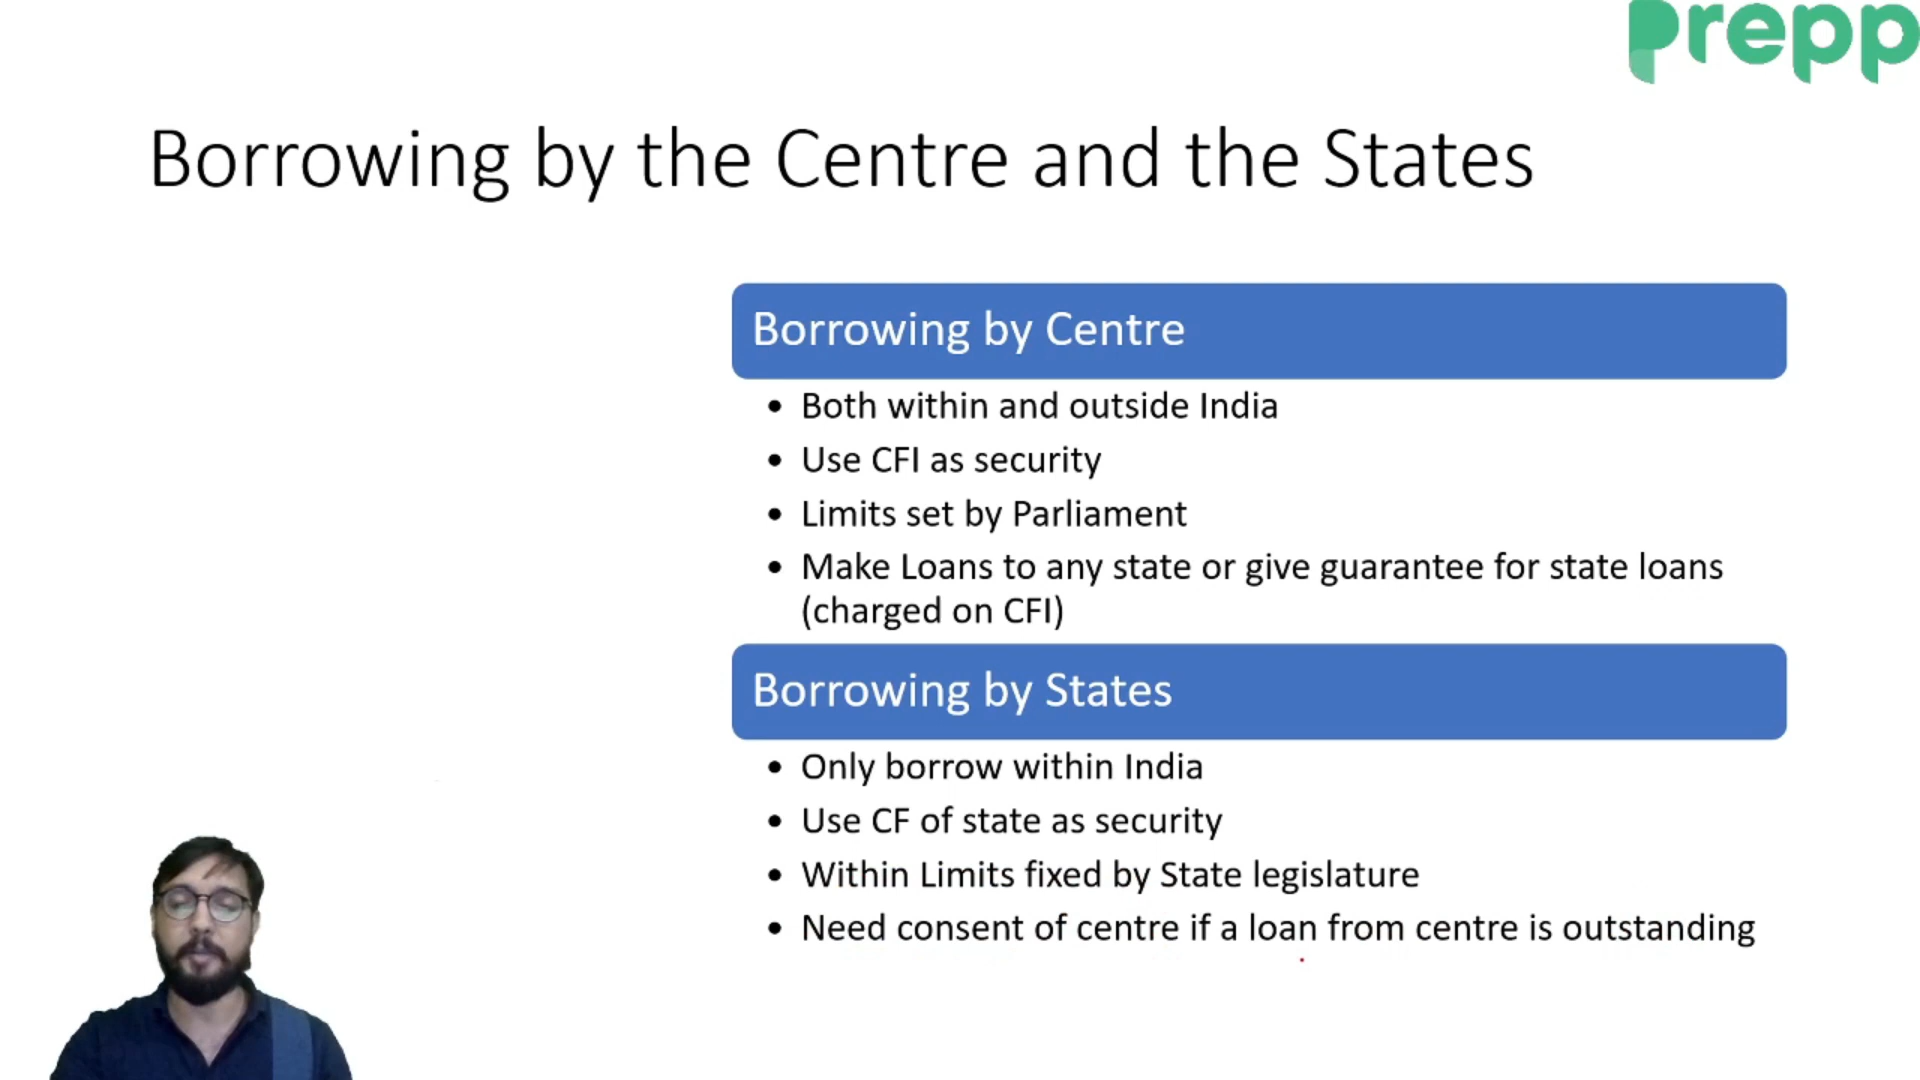 prepp
Borrowing by the Centre and the States
Borrowing by Centre
• Both within and outside India
• Use CFI as security
• Limits set by Parliament
• Make Loans to any state or give guarantee for state loans
(charged on CFI)
Borrowing by States
• Only borrow within India
• Use CF of state as security
• Within Limits fixed by State legislature
• Need consent of centre if a loan from centre is outstanding